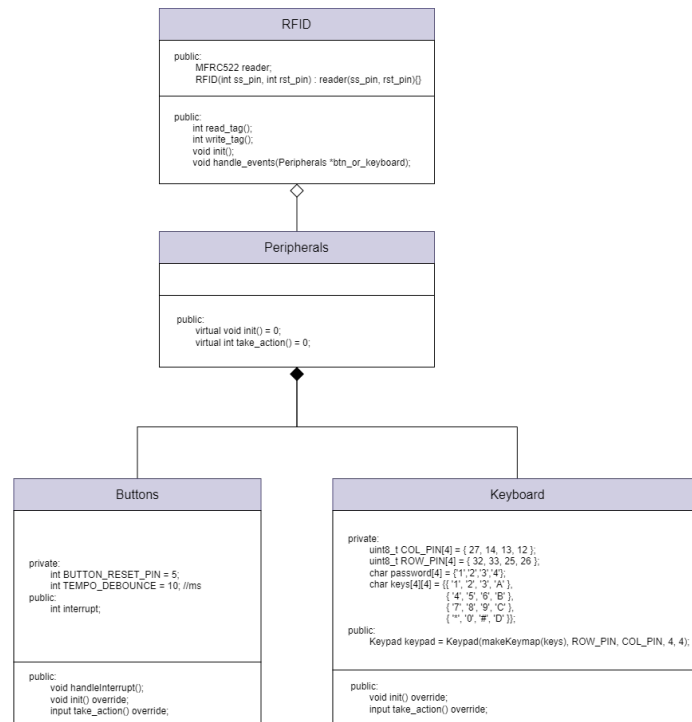 RFID
public:
MFRC522 reader;
RFID(int ss_pin, int rst_pin) : reader(ss_pin, rst_pin){}
public:
int read_tag();
int write_tag();
void init();
void handle_events(Peripherals *btn_or_keyboard);
Peripherals
public:
virtual void init() = 0;
virtual int take_action() = 0;
Buttons
private:
int BUTTON_RESET_PIN = 5;
int TEMPO_DEBOUNCE = 10; //ms
public:
int interrupt;
public:
void handleInterrupt();
void init() override;
input take_action() override;
Keyboard
private:
uint8_t COL_PIN[4] = { 27, 14, 13, 12 };
uint8_t ROW_PIN[4] = { 32, 33, 25, 26 };
char password[4] = {'1','2','3','4'};
char keys[4][4] = {{ '1', '2', '3', 'A' },
{ '4', '5', '6', 'B' },
{ '7', '8', '9', 'C' },
{ '*', '0', '#', 'D' }};
public:
Keypad keypad = Keypad(makeKeymap(keys), ROW_PIN, COL_PIN, 4, 4);
public:
void init() override;
input take_action() override;